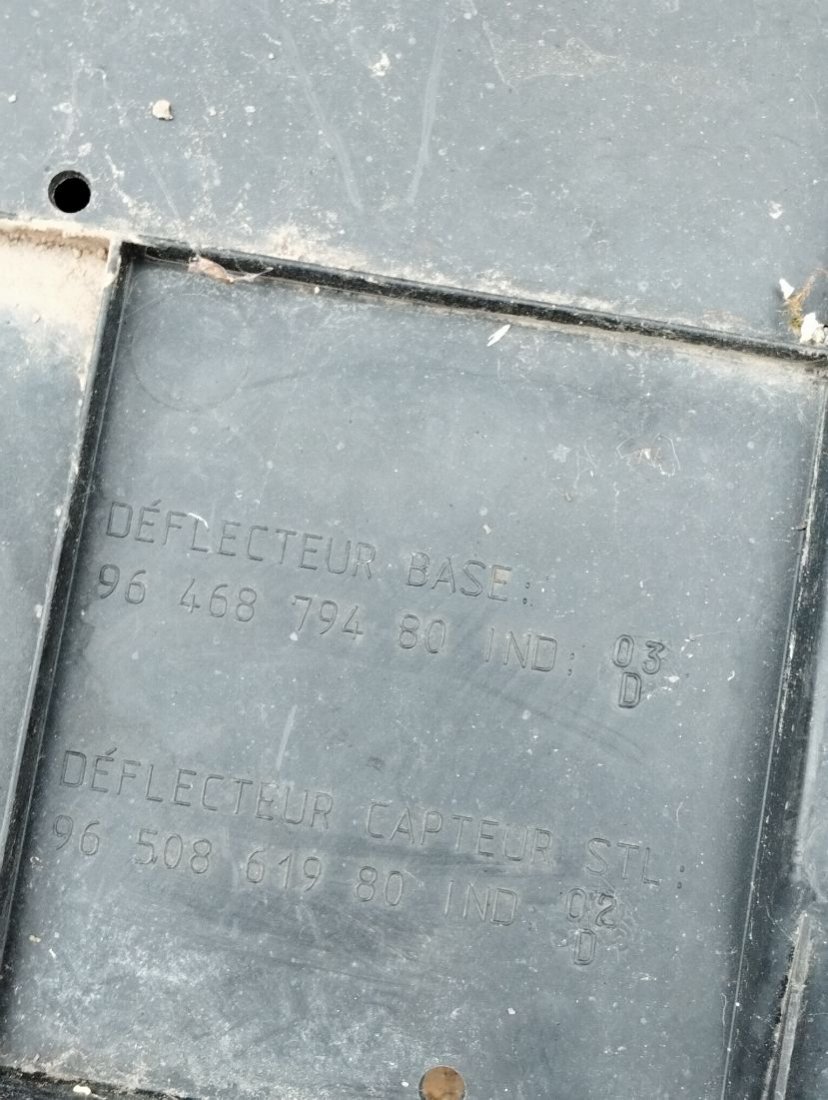 DÉFLECTEUR BASE:
96 468 794 80 IND: 03
D
DÉFLECTEUR CAPTEUR STL:
96 508 619 80 IND 02
D